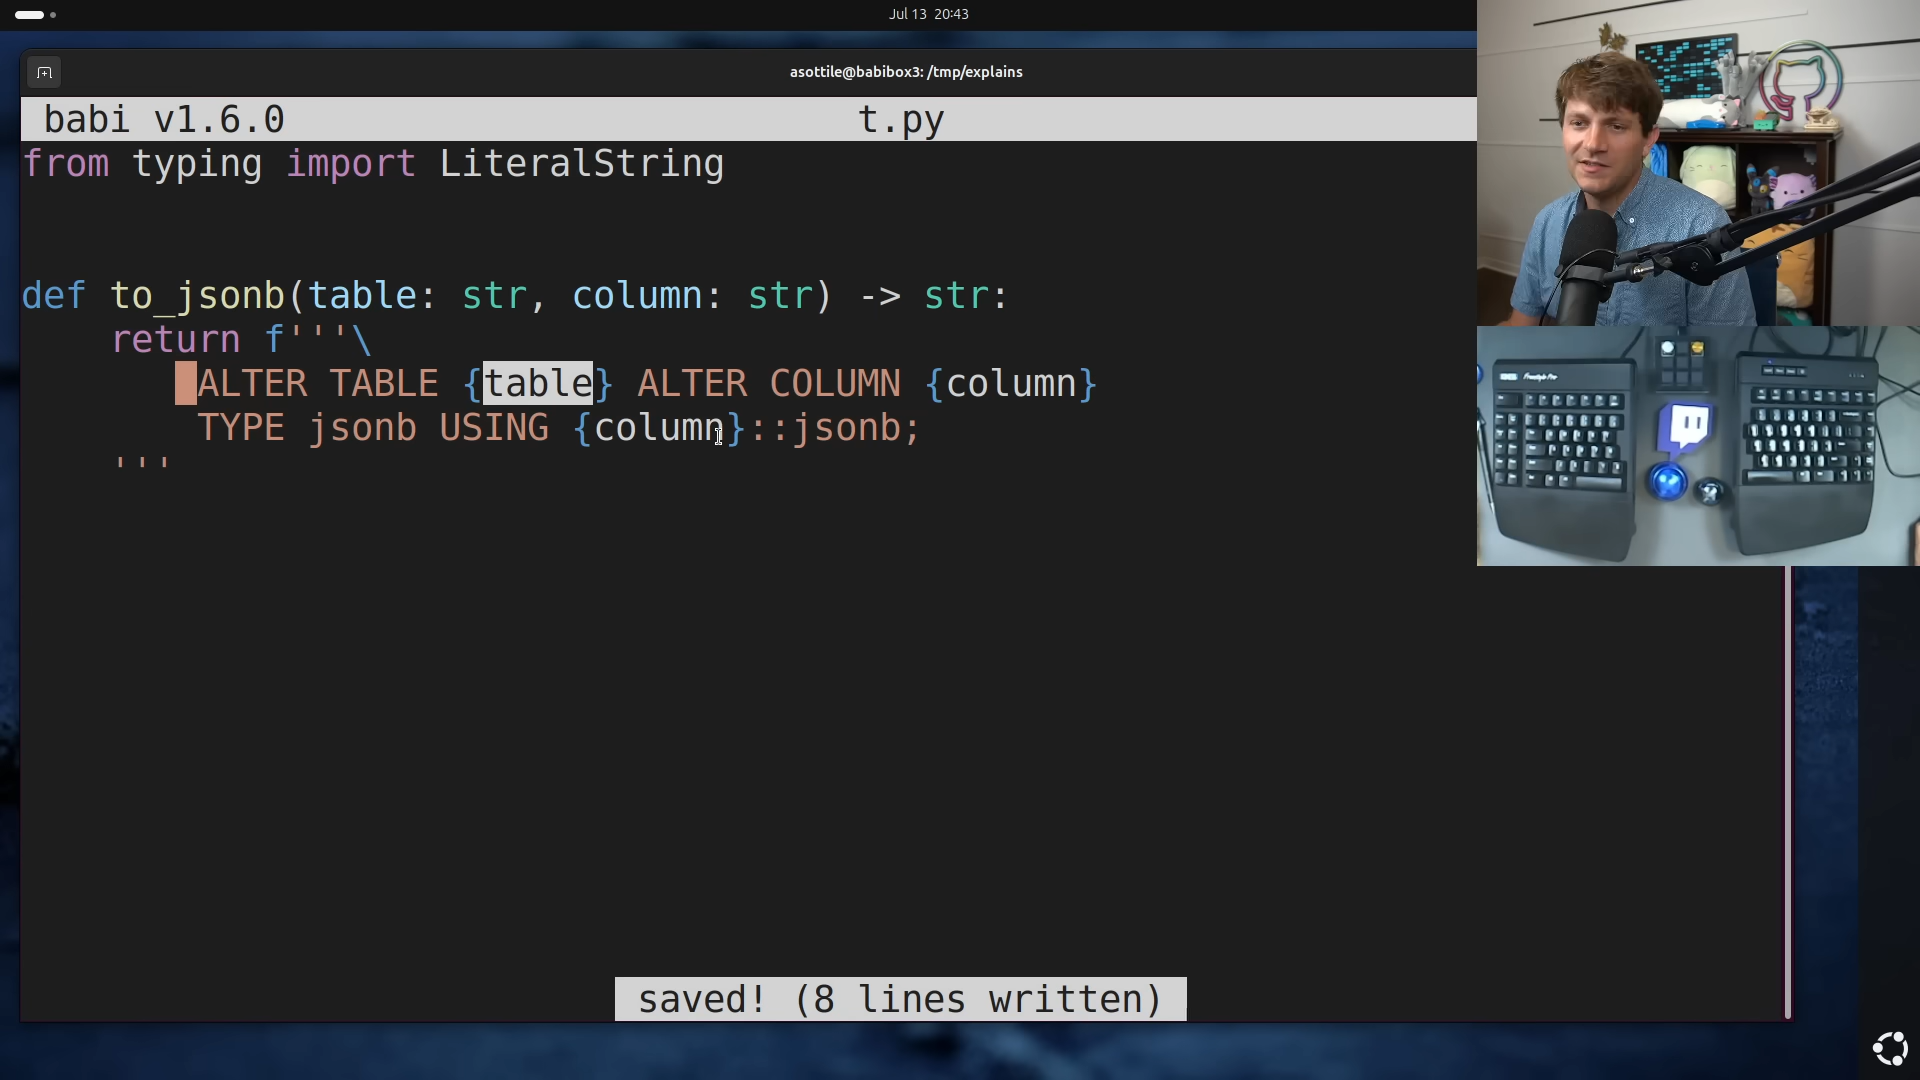 Jul 13 20:43
asottile@babibox3: /tmp/explains
babi v1.6.0 t.py
from typing import LiteralString
def to_jsonb(table: str, column: str) -> str:
    return f'''\
        ALTER TABLE {table} ALTER COLUMN {column}
        TYPE jsonb USING {column}::jsonb;
    '''
saved! (8 lines written)